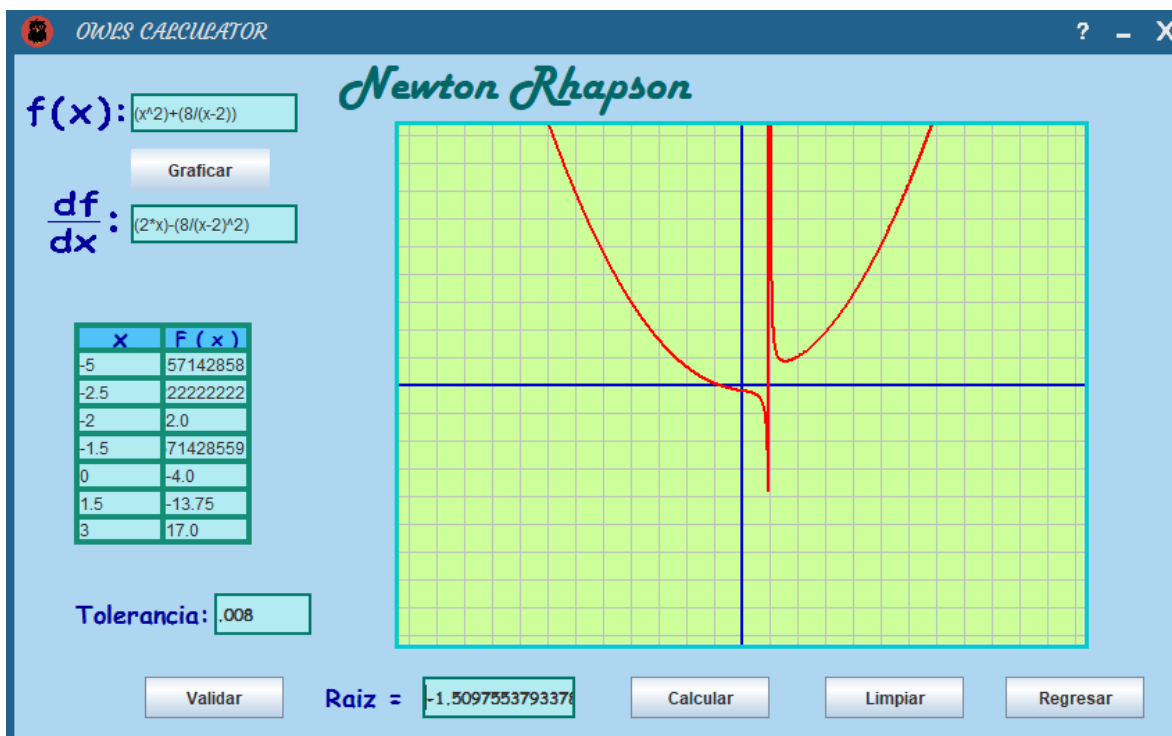 OWLS CALCULATOR ? X
Newton Rhapson
f(x): (x^2)+(8/(x-2))
Graficar
df
dx : (2*x)-(8/(x-2)^2)
X F ( x )
-5 57142858
-2.5 22222222
-2 2.0
-1.5 71428559
0 -4.0
1.5 -13.75
3 17.0
Tolerancia: .008
Validar Raiz = -1.5097553793378 Calcular Limpiar Regresar